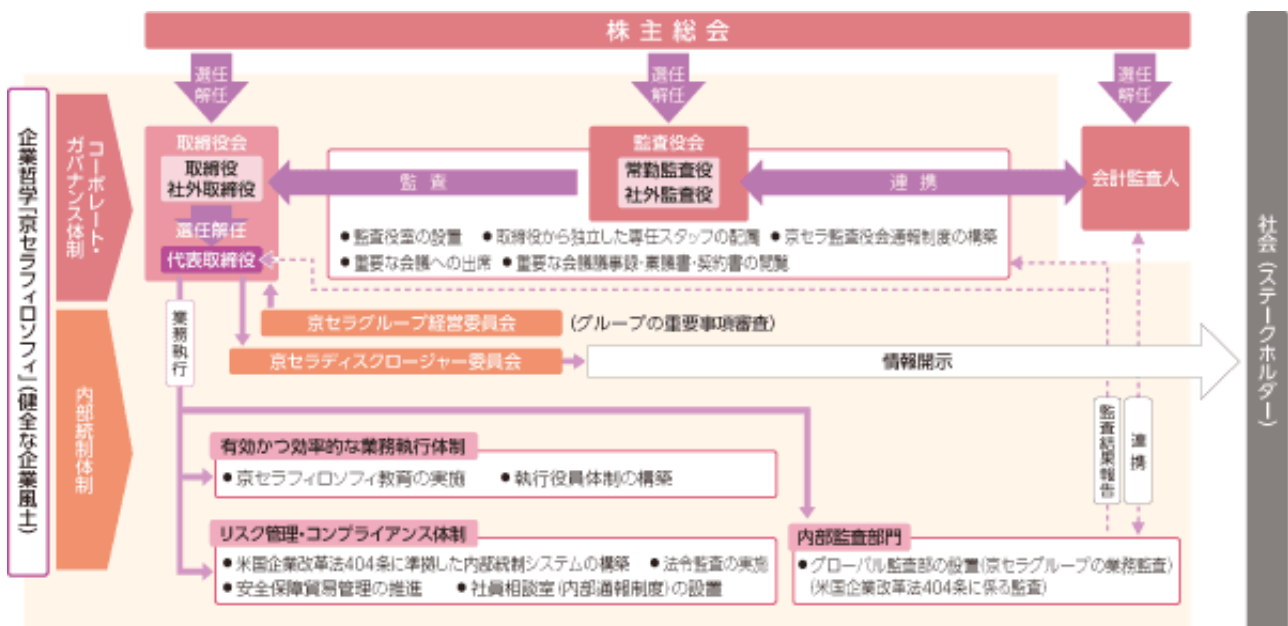 株主総会
選任
解任
選任
解任
選任
解任
企業哲学「京セラフィロソフィ」(健全な企業風土)
コーポレート・
ガバナンス体制
取締役会
取締役
社外取締役
選任解任
代表取締役
監査
監査役会
常勤監査役
社外監査役
連携
会計監査人
●監査役室の設置 ●取締役から独立した専任スタッフの配属 ●京セラ監査役会通報制度の構築
●重要な会議への出席 ●重要な会議議事録・稟議書・契約書の閲覧
社会(ステークホルダー)
業務執行
京セラグループ経営委員会
(グループの重要事項審査)
京セラディスクロージャー委員会
情報開示
内部統制体制
監査結果報告
連携
有効かつ効率的な業務執行体制
●京セラフィロソフィ教育の実施 ●執行役員体制の構築
リスク管理・コンプライアンス体制
●米国企業改革法404条に準拠した内部統制システムの構築 ●法令監査の実施
●安全保障貿易管理の推進 ●社員相談室(内部通報制度)の設置
内部監査部門
●グローバル監査部の設置(京セラグループの業務監査)
(米国企業改革法404条に係る監査)